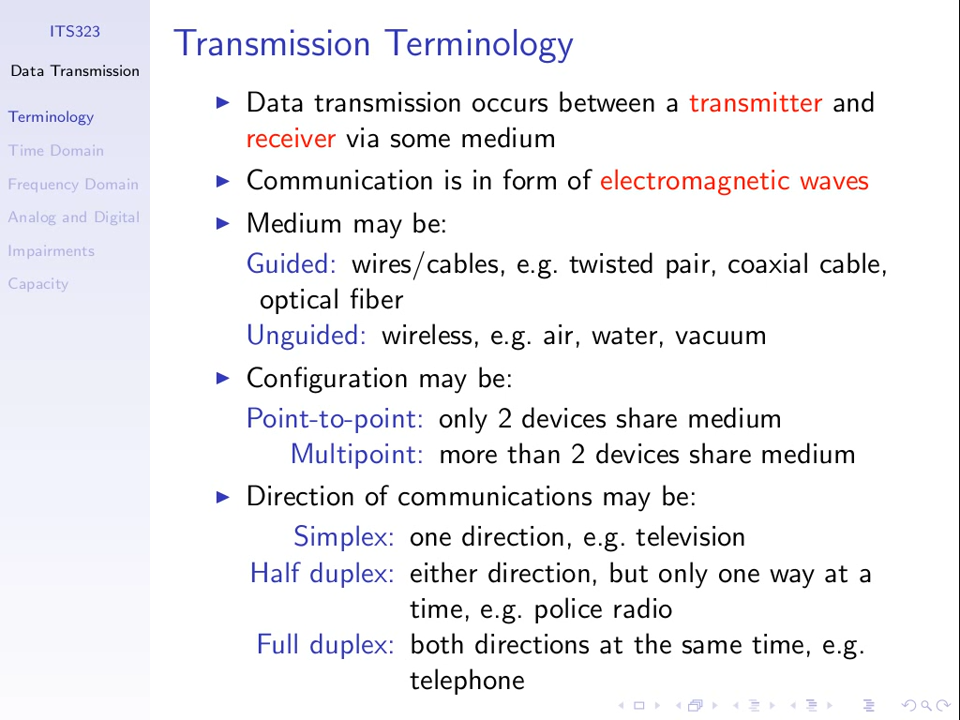 ITS323
Data Transmission
Terminology
Time Domain
Frequency Domain
Analog and Digital
Impairments
Capacity
Transmission Terminology
Data transmission occurs between a transmitter and
receiver via some medium
Communication is in form of electromagnetic waves
Medium may be:
Guided: wires/cables, e.g. twisted pair, coaxial cable,
optical fiber
Unguided: wireless, e.g. air, water, vacuum
Configuration may be:
Point-to-point: only 2 devices share medium
Multipoint: more than 2 devices share medium
Direction of communications may be:
Simplex: one direction, e.g. television
Half duplex: either direction, but only one way at a
time, e.g. police radio
Full duplex: both directions at the same time, e.g.
telephone